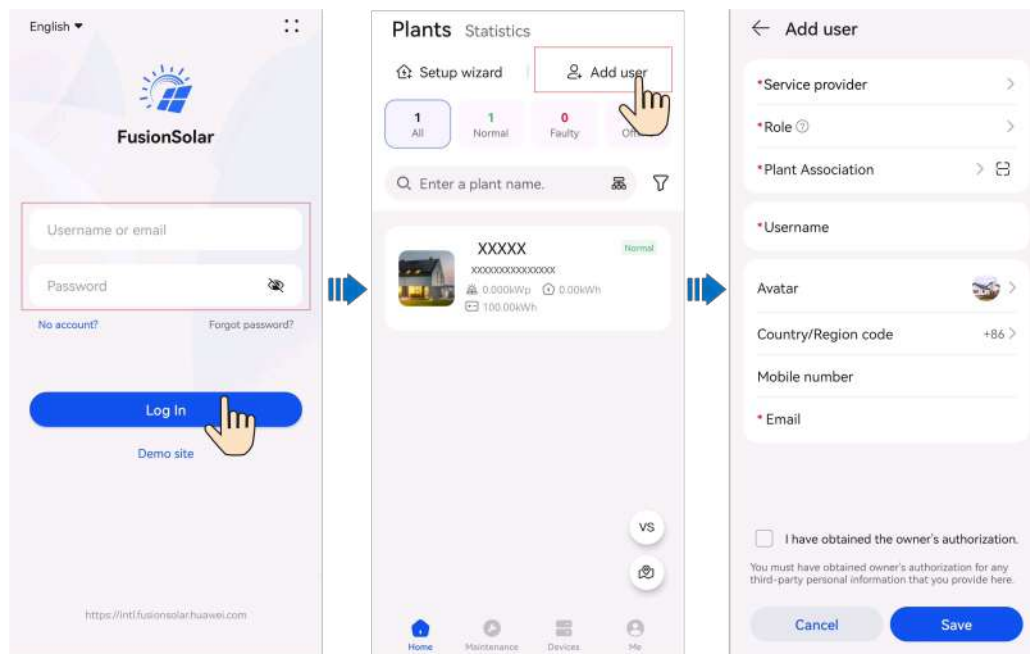 English
FusionSolar
Username or email
Password
No account?
Forgot password?
Log In
Demo site
https://intl.fusionsolar.huawei.com
Plants Statistics
Setup wizard
Add user
1
All
1
Normal
0
Faulty
Enter a plant name.
XXXXX
Normal
XXXXXXXXXXXXXXX
0.000kWp
0.00kWh
100.00kWh
VS
Home
Maintenance
Devices
Me
Add user
*Service provider
*Role
*Plant Association
*Username
Avatar
Country/Region code
+86
Mobile number
* Email
I have obtained the owner's authorization.
You must have obtained owner's authorization for any
third-party personal information that you provide here.
Cancel
Save